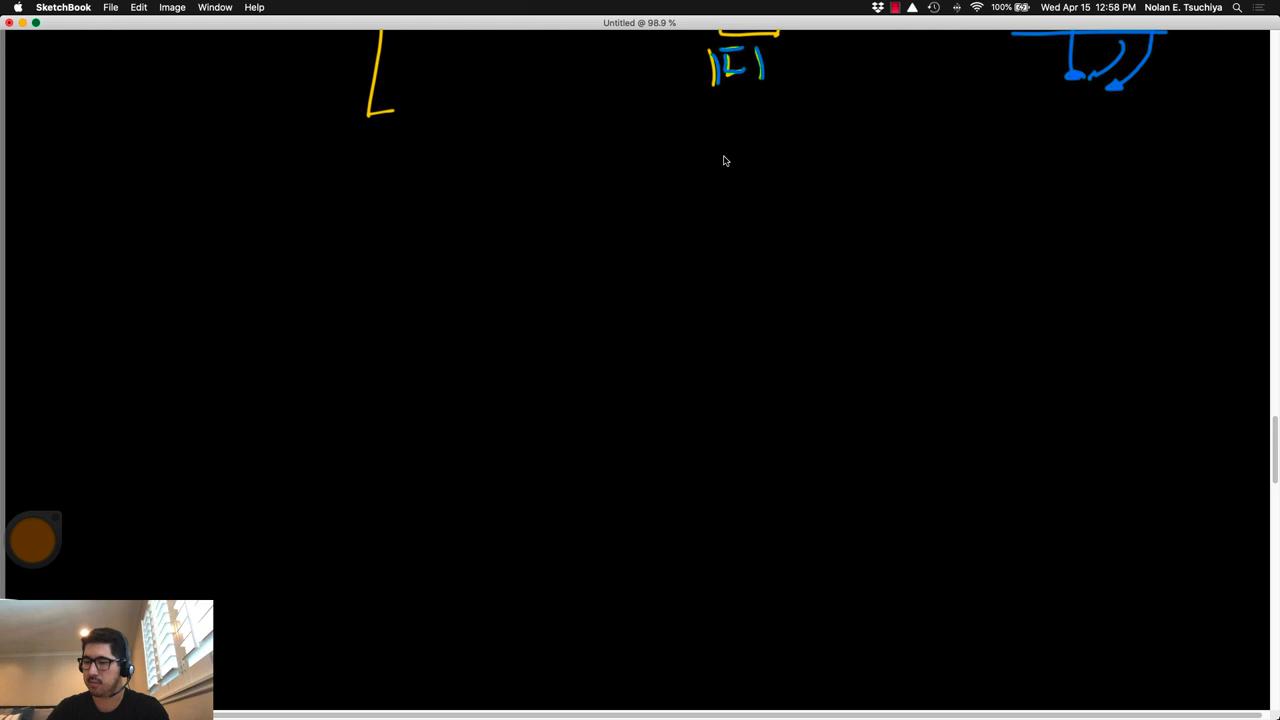 SketchBook File Edit Image Window Help 100% Wed Apr 15 12:58 PM Nolan E. Tsuchiya
Untitled @ 98.9 %
|E|